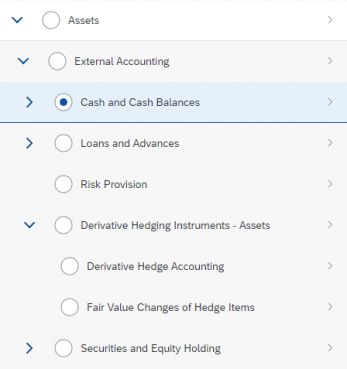 Assets
External Accounting
Cash and Cash Balances
Loans and Advances
Risk Provision
Derivative Hedging Instruments - Assets
Derivative Hedge Accounting
Fair Value Changes of Hedge Items
Securities and Equity Holding